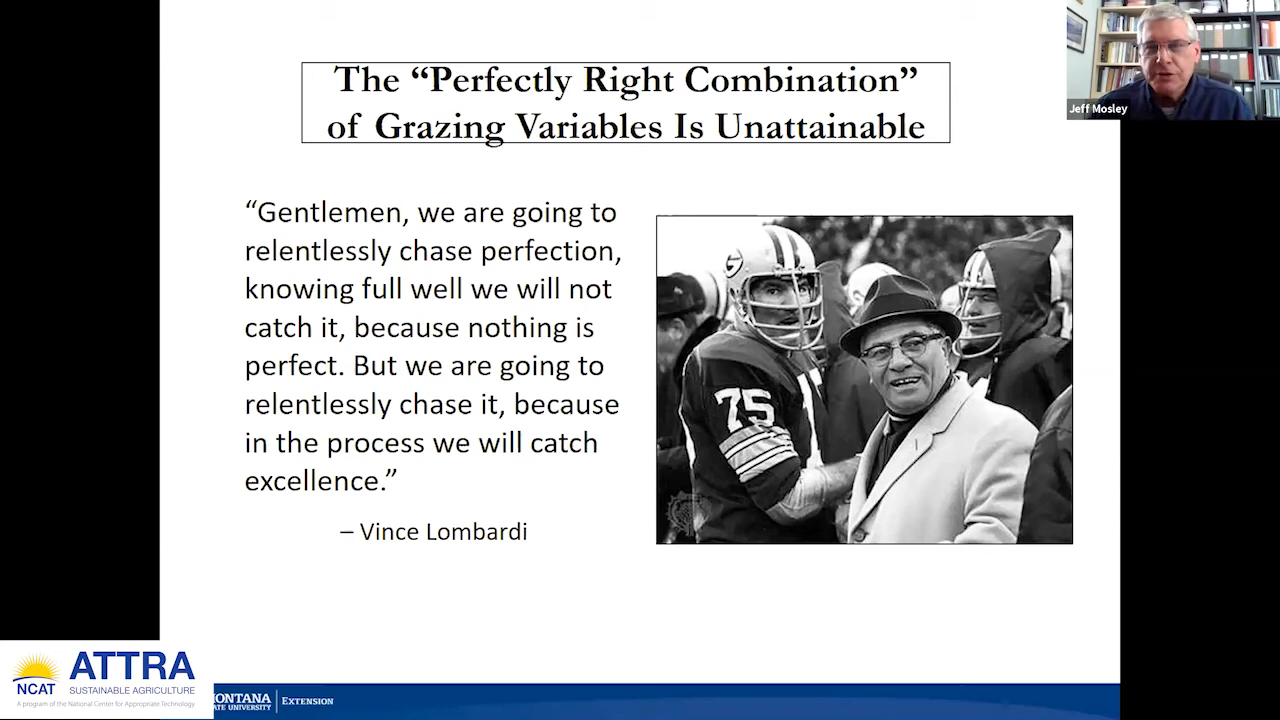 The “Perfectly Right Combination”
of Grazing Variables Is Unattainable
Jeff Mosley
“Gentlemen, we are going to
relentlessly chase perfection,
knowing full well we will not
catch it, because nothing is
perfect. But we are going to
relentlessly chase it, because
in the process we will catch
excellence.”
– Vince Lombardi
G
75
ATTRA
NCAT
SUSTAINABLE AGRICULTURE
A program of the National Center for Appropriate Technology
ONTANA
TE UNIVERSITY
EXTENSION